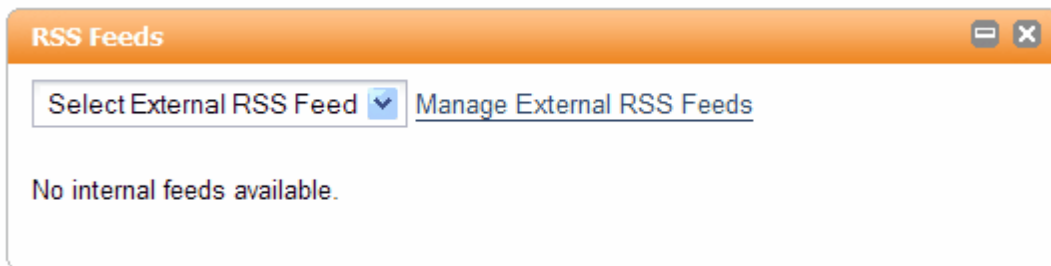 RSS Feeds
Select External RSS Feed Manage External RSS Feeds
No internal feeds available.